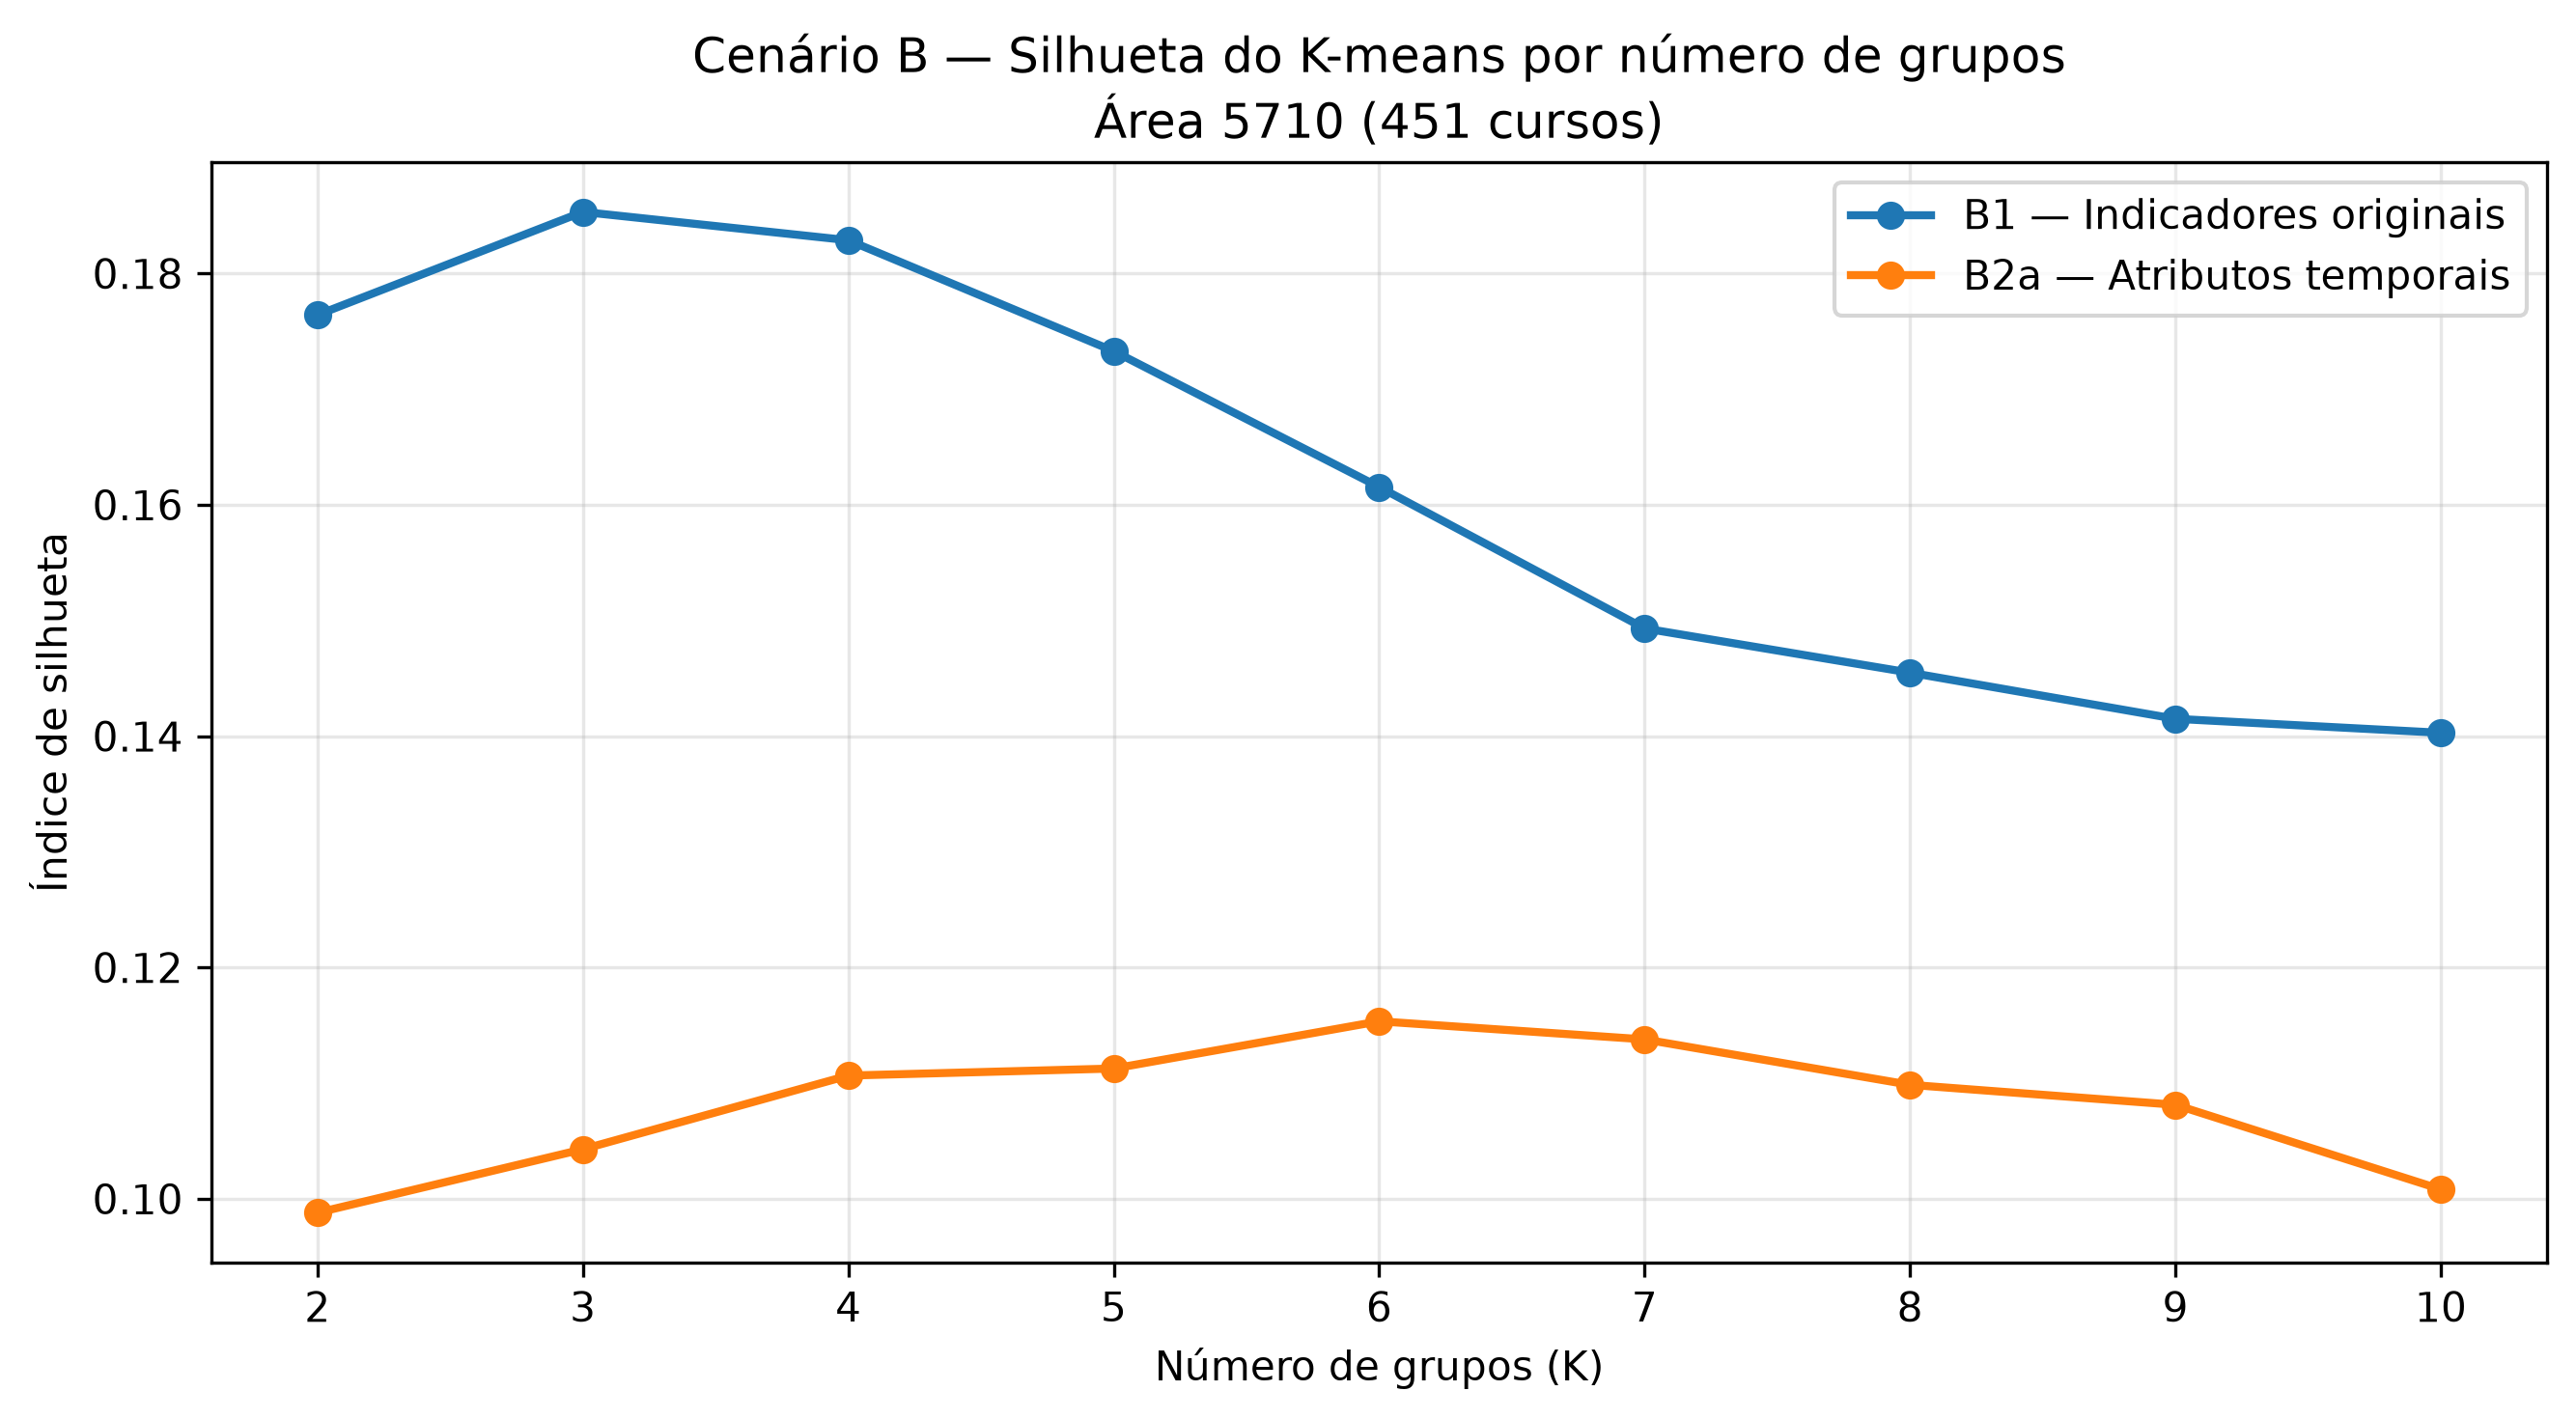 Cenário B — Silhueta do K-means por número de grupos
Área 5710 (451 cursos)
B1 — Indicadores originais
B2a — Atributos temporais
Índice de silhueta
0.18
0.16
0.14
0.12
0.10
2 3 4 5 6 7 8 9 10
Número de grupos (K)